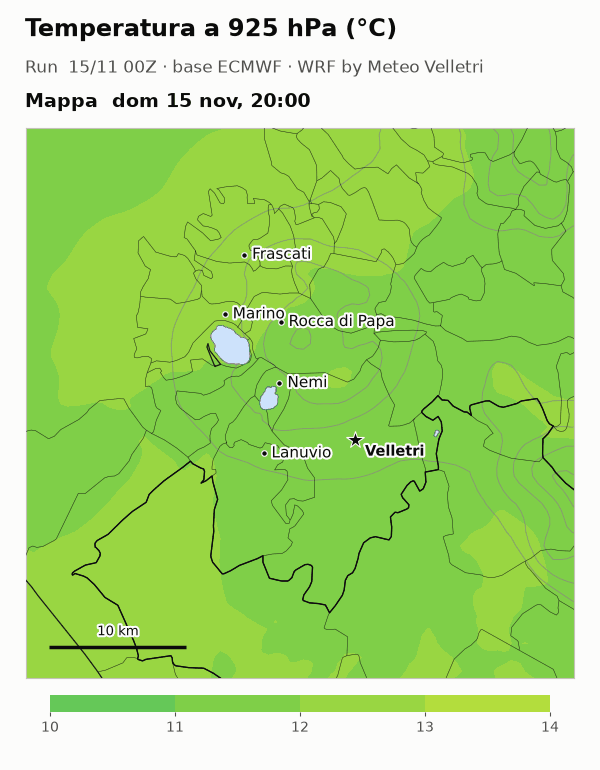 Temperatura a 925 hPa (°C)
Run  15/11 00Z · base ECMWF · WRF by Meteo Velletri
Mappa  dom 15 nov, 20:00
Frascati
Marino
Rocca di Papa
Nemi
Velletri
Lanuvio
10 km
10 11 12 13 14